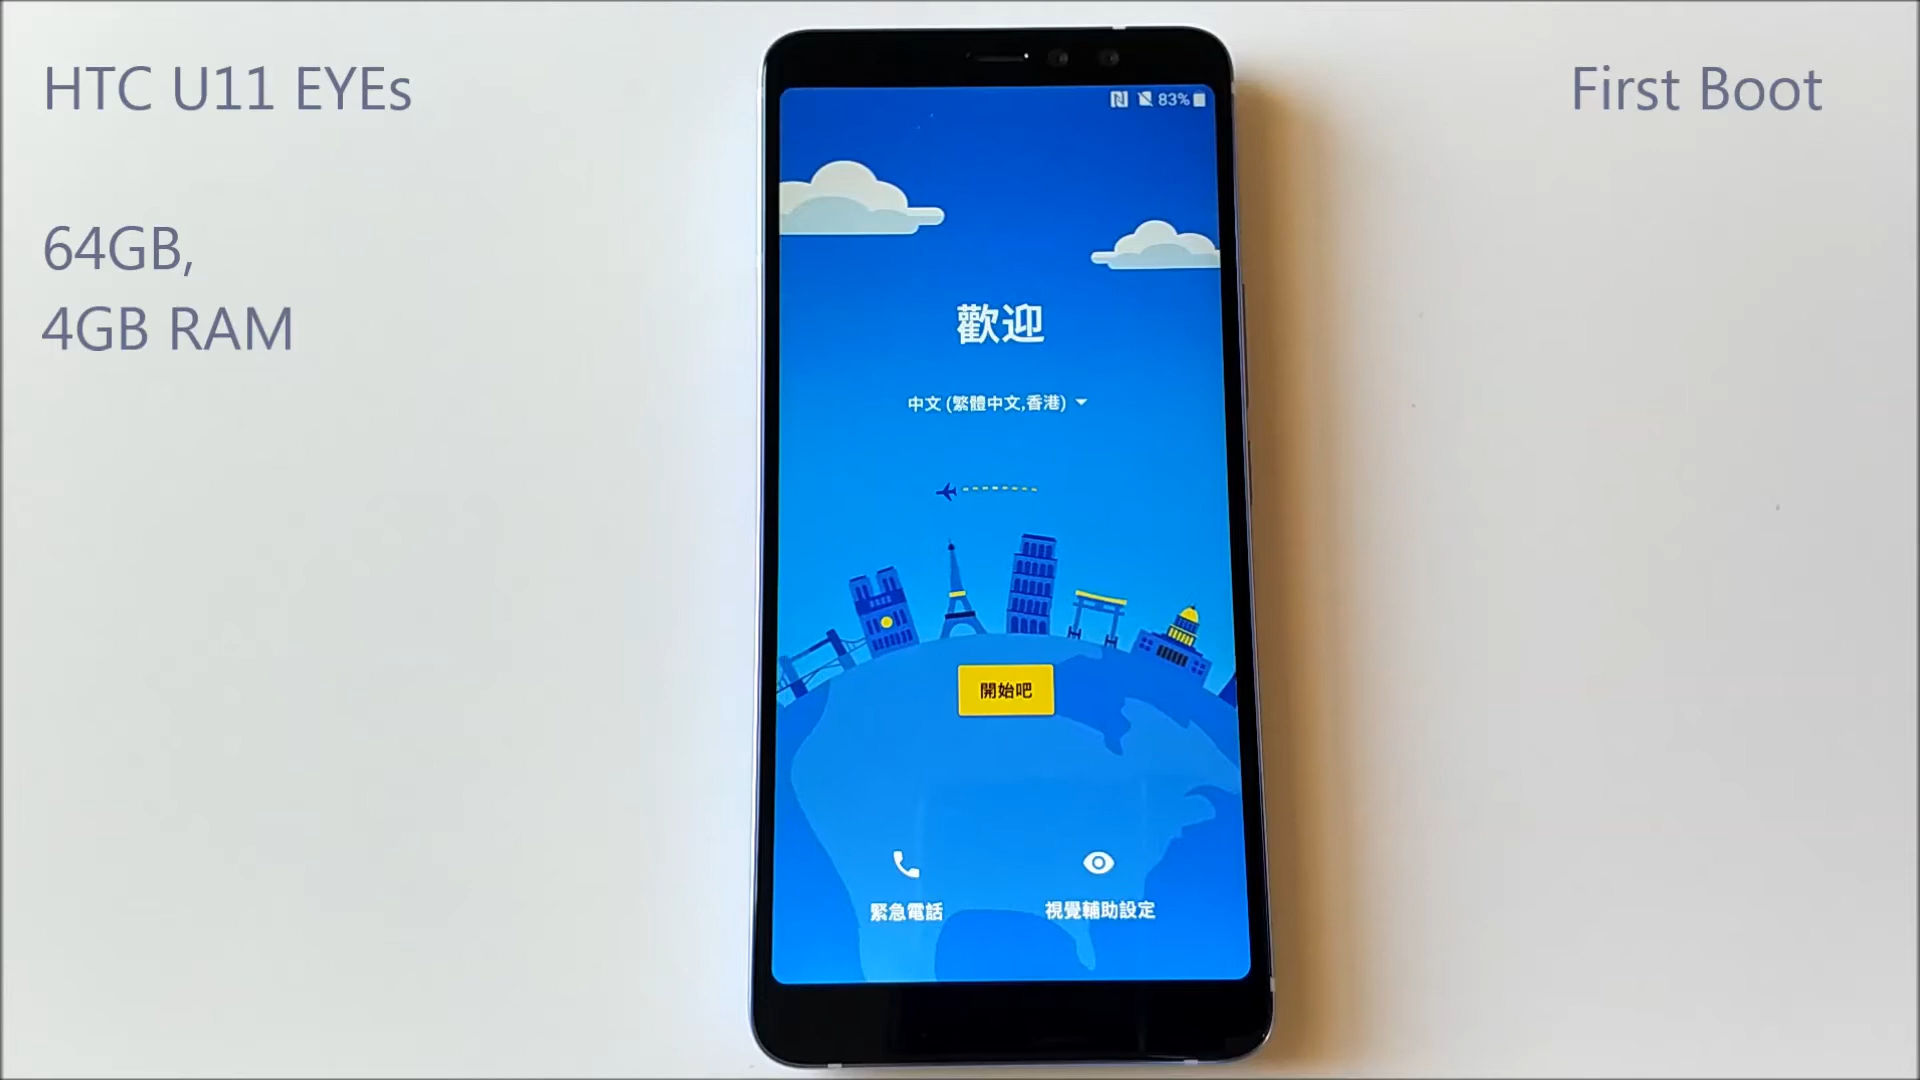 HTC U11 EYEs
First Boot
64GB,
4GB RAM
83%
歡迎
中文 (繁體中文,香港)
開始吧
緊急電話
視覺輔助設定